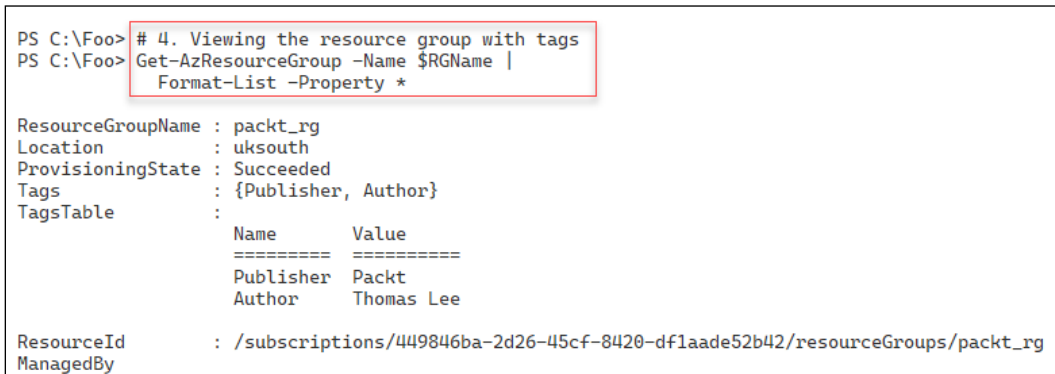 PS C:\Foo> # 4. Viewing the resource group with tags
PS C:\Foo> Get-AzResourceGroup -Name $RGName |
Format-List -Property *
ResourceGroupName : packt_rg
Location : uksouth
ProvisioningState : Succeeded
Tags : {Publisher, Author}
TagsTable :
Name Value
========= ==========
Publisher Packt
Author Thomas Lee
ResourceId : /subscriptions/449846ba-2d26-45cf-8420-df1aade52b42/resourceGroups/packt_rg
ManagedBy